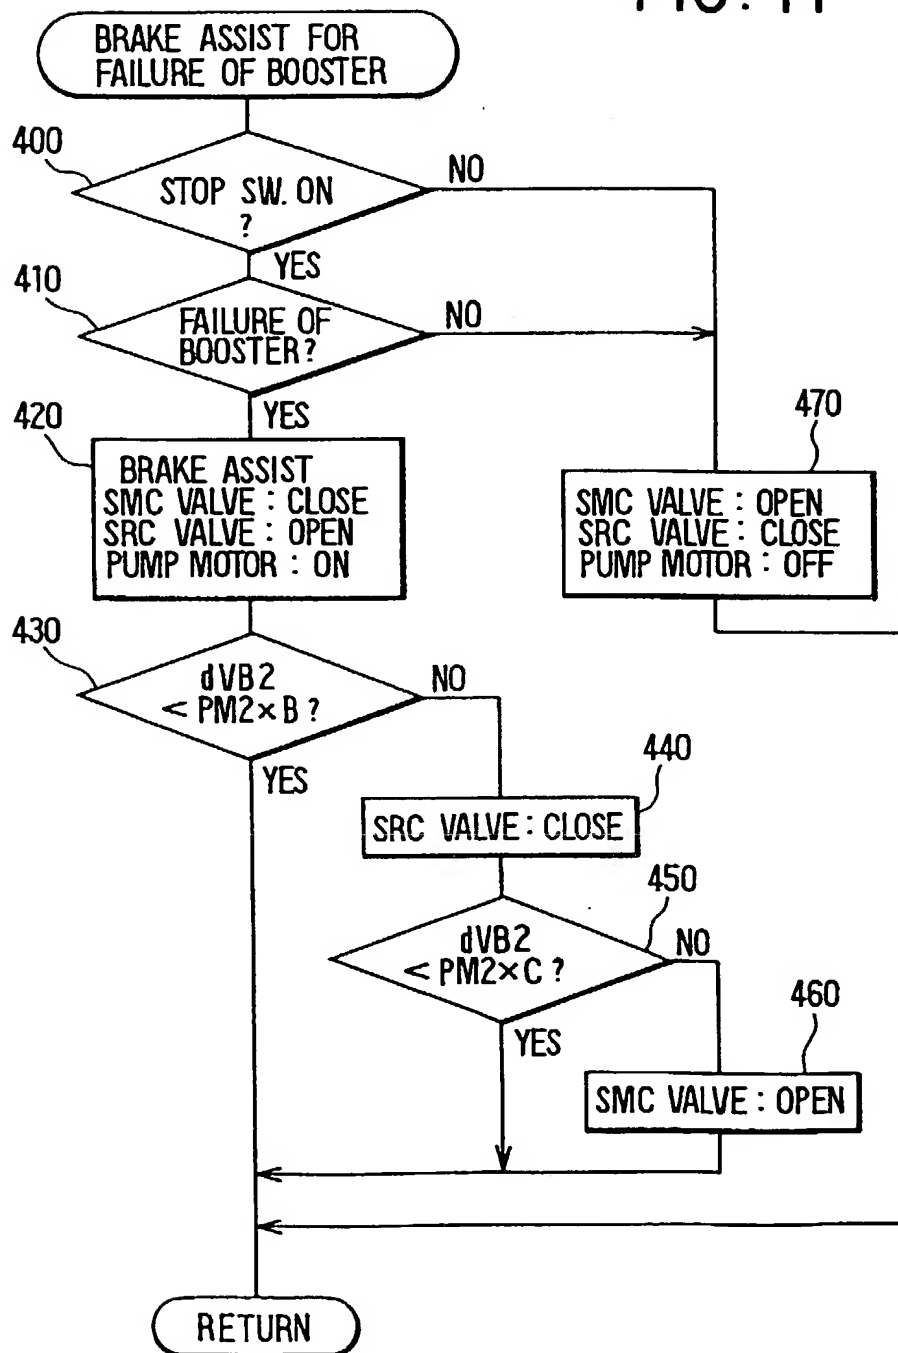 BRAKE ASSIST FOR
FAILURE OF BOOSTER
400
STOP SW. ON
?
NO
YES
410
FAILURE OF
BOOSTER?
NO
YES
420
BRAKE ASSIST
SMC VALVE : CLOSE
SRC VALVE : OPEN
PUMP MOTOR : ON
470
SMC VALVE : OPEN
SRC VALVE : CLOSE
PUMP MOTOR : OFF
430
dVB2
< PM2×B ?
NO
YES
440
SRC VALVE : CLOSE
450
dVB2
< PM2×C ?
NO
YES
460
SMC VALVE : OPEN
RETURN